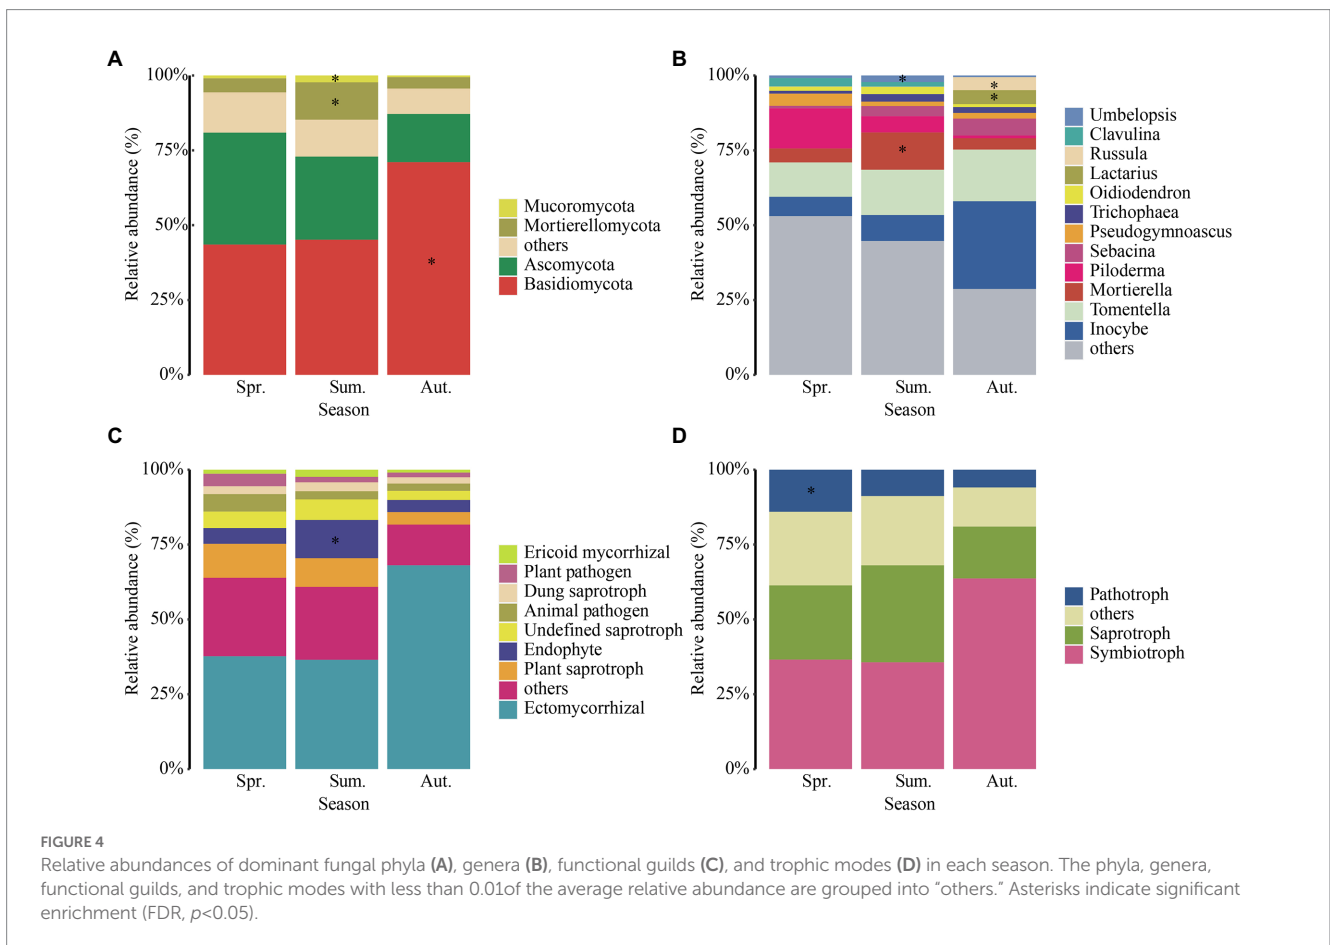 A
100%
75%
50%
25%
0%
Relative abundance (%)
*
*
*
Spr.
Sum.
Aut.
Season
Mucoromycota
Mortierellomycota
others
Ascomycota
Basidiomycota
B
100%
75%
50%
25%
0%
Relative abundance (%)
*
*
*
*
Spr.
Sum.
Aut.
Season
Umbelopsis
Clavulina
Russula
Lactarius
Oidiodendron
Trichophaea
Pseudogymnoascus
Sebacina
Piloderma
Mortierella
Tomentella
Inocybe
others
C
100%
75%
50%
25%
0%
Relative abundance (%)
*
Spr.
Sum.
Aut.
Season
Ericoid mycorrhizal
Plant pathogen
Dung saprotroph
Animal pathogen
Undefined saprotroph
Endophyte
Plant saprotroph
others
Ectomycorrhizal
D
100%
75%
50%
25%
0%
Relative abundance (%)
*
Spr.
Sum.
Aut.
Season
Pathotroph
others
Saprotroph
Symbiotroph
FIGURE 4
Relative abundances of dominant fungal phyla (A), genera (B), functional guilds (C), and trophic modes (D) in each season. The phyla, genera,
functional guilds, and trophic modes with less than 0.01of the average relative abundance are grouped into “others.” Asterisks indicate significant
enrichment (FDR, p<0.05).